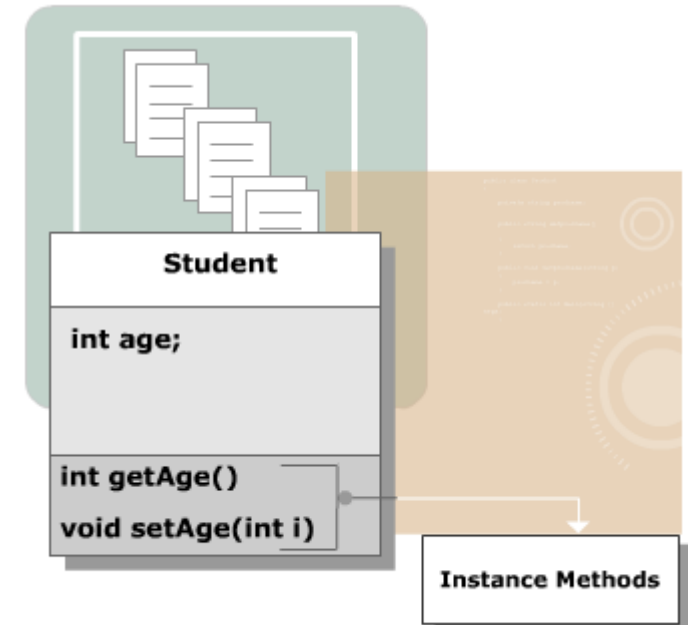 Student
int age;
int getAge()
void setAge(int i)
Instance Methods